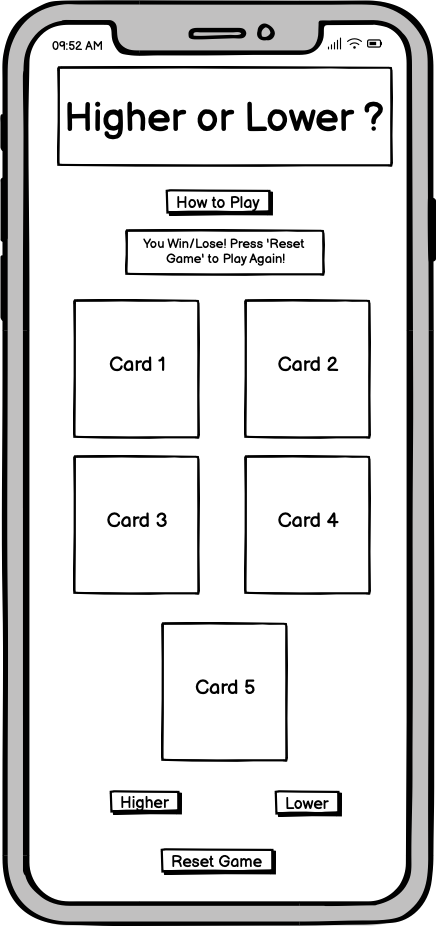 09:52 AM
Higher or Lower ?
How to Play
You Win/Lose! Press 'Reset
Game' to Play Again!
Card 1
Card 2
Card 3
Card 4
Card 5
Higher
Lower
Reset Game